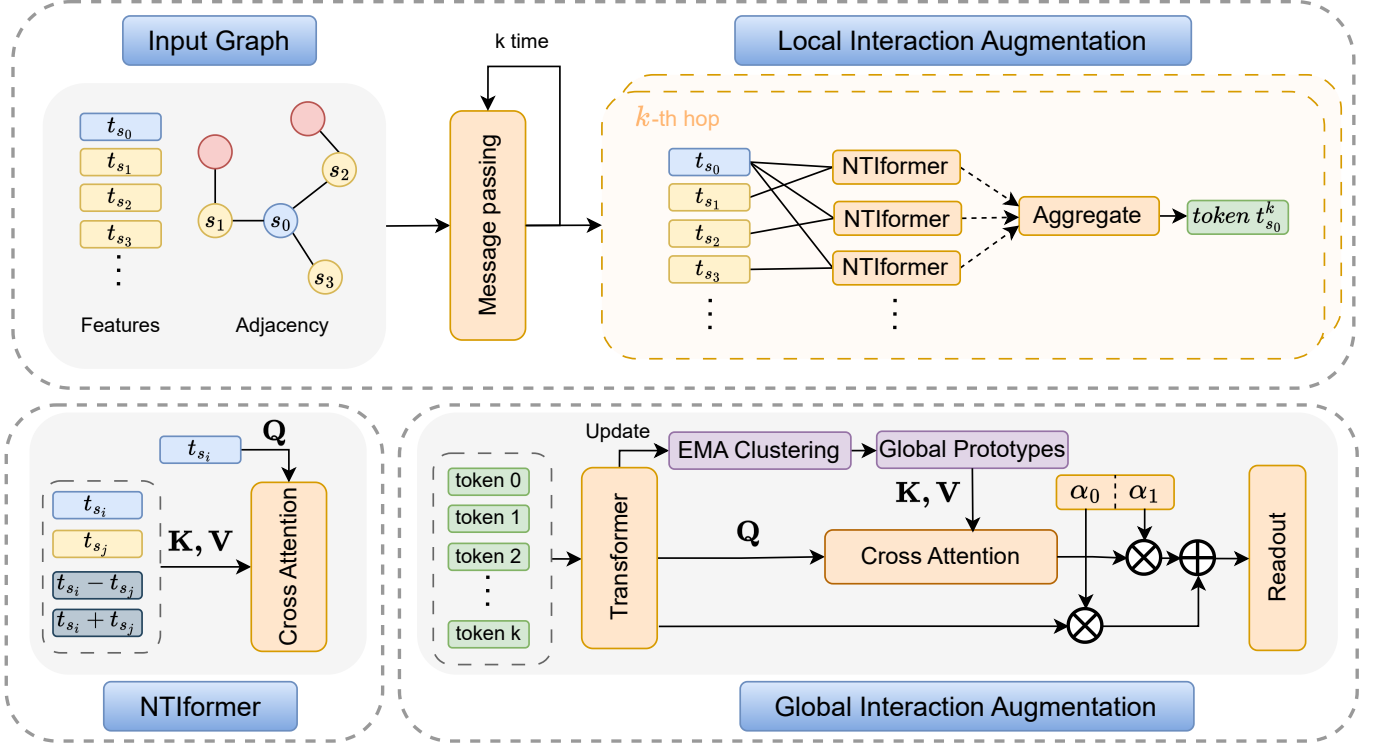 Input Graph
Local Interaction Augmentation
k time
k-th hop
t_{s_0}
t_{s_1}
t_{s_2}
t_{s_3}
⋮
s_2
s_1
s_0
s_3
Features
Adjacency
Message passing
t_{s_0}
t_{s_1}
t_{s_2}
t_{s_3}
⋮
NTIformer
NTIformer
NTIformer
⋮
Aggregate
token t_{s_0}^k
t_{s_i}
Q
t_{s_i}
t_{s_j}
t_{s_i} − t_{s_j}
t_{s_i} + t_{s_j}
K, V
Cross Attention
NTIformer
token 0
token 1
token 2
⋮
token k
Transformer
Update
EMA Clustering
Global Prototypes
K, V
Q
Cross Attention
α_0
α_1
Readout
Global Interaction Augmentation